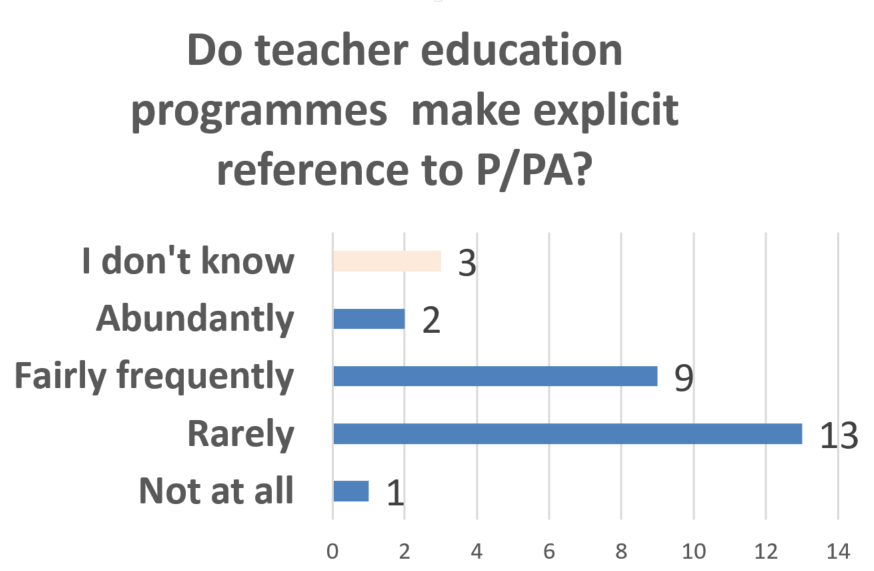 Do teacher education
programmes  make explicit
reference to P/PA?
I don't know 3
Abundantly 2
Fairly frequently 9
Rarely 13
Not at all 1
0 2 4 6 8 10 12 14